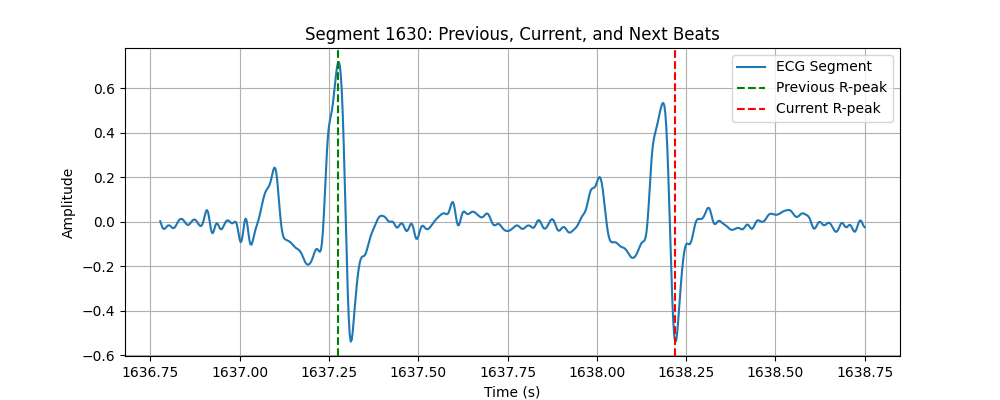 Segment 1630: Previous, Current, and Next Beats
ECG Segment
Previous R-peak
Current R-peak
Amplitude
0.6
0.4
0.2
0.0
−0.2
−0.4
−0.6
1636.75 1637.00 1637.25 1637.50 1637.75 1638.00 1638.25 1638.50 1638.75
Time (s)